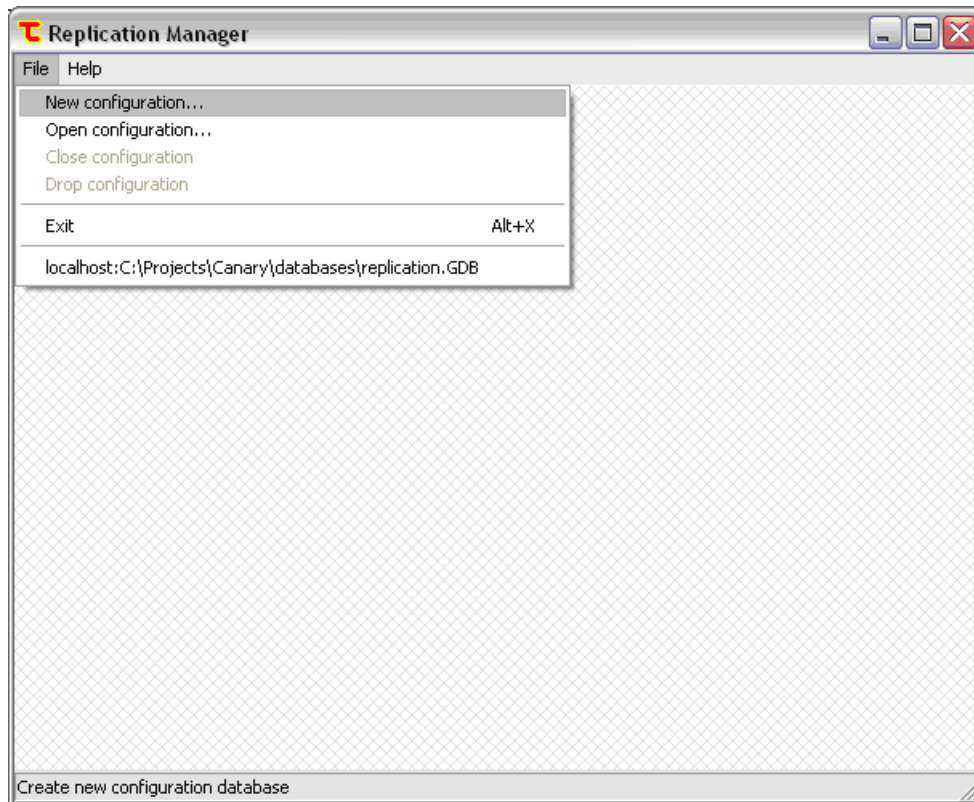 Replication Manager
File Help
New configuration...
Open configuration...
Close configuration
Drop configuration
Exit Alt+X
localhost:C:\Projects\Canary\databases\replication.GDB
Create new configuration database